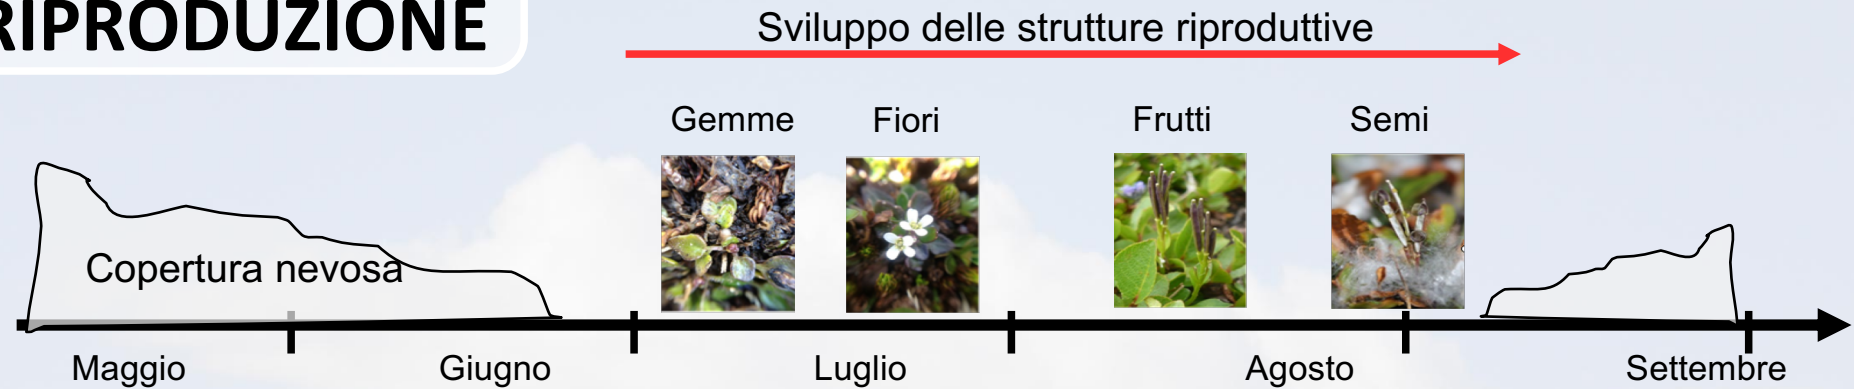 RIPRODUZIONE
Sviluppo delle strutture riproduttive
Gemme
Fiori
Frutti
Semi
Copertura nevosa
Maggio
Giugno
Luglio
Agosto
Settembre